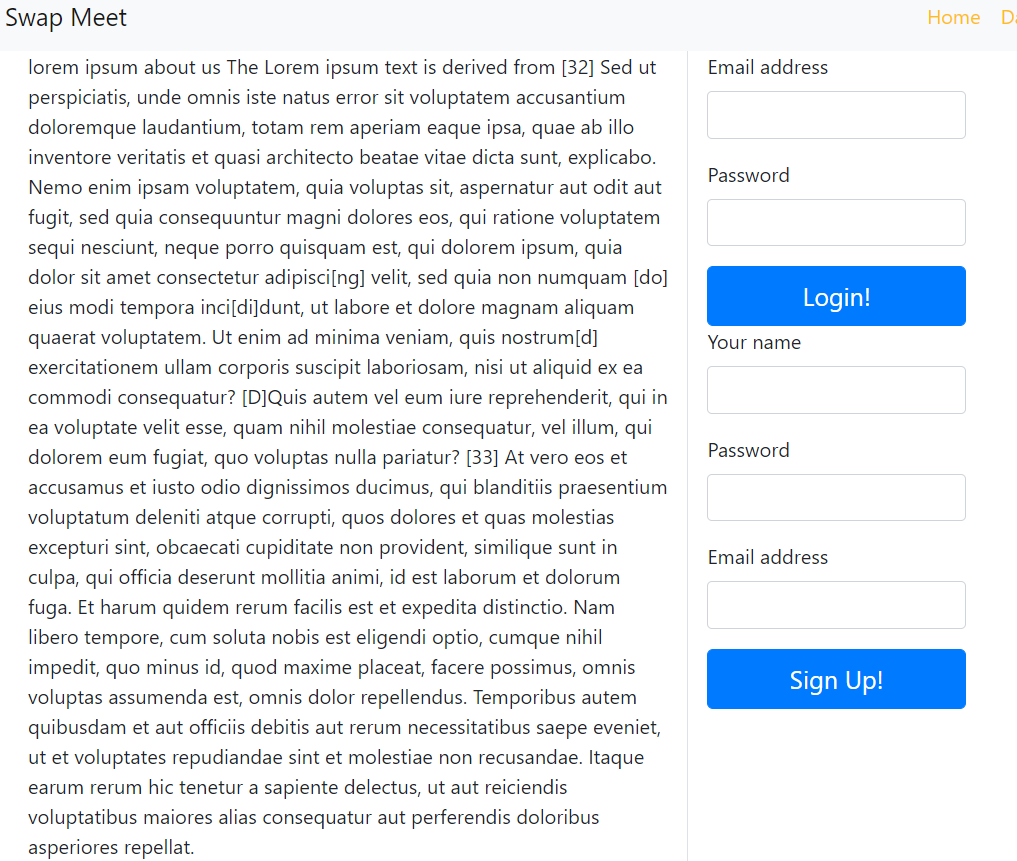 Swap Meet
Home Da
lorem ipsum about us The Lorem ipsum text is derived from [32] Sed ut
perspiciatis, unde omnis iste natus error sit voluptatem accusantium
doloremque laudantium, totam rem aperiam eaque ipsa, quae ab illo
inventore veritatis et quasi architecto beatae vitae dicta sunt, explicabo.
Nemo enim ipsam voluptatem, quia voluptas sit, aspernatur aut odit aut
fugit, sed quia consequuntur magni dolores eos, qui ratione voluptatem
sequi nesciunt, neque porro quisquam est, qui dolorem ipsum, quia
dolor sit amet consectetur adipisci[ng] velit, sed quia non numquam [do]
eius modi tempora inci[di]dunt, ut labore et dolore magnam aliquam
quaerat voluptatem. Ut enim ad minima veniam, quis nostrum[d]
exercitationem ullam corporis suscipit laboriosam, nisi ut aliquid ex ea
commodi consequatur? [D]Quis autem vel eum iure reprehenderit, qui in
ea voluptate velit esse, quam nihil molestiae consequatur, vel illum, qui
dolorem eum fugiat, quo voluptas nulla pariatur? [33] At vero eos et
accusamus et iusto odio dignissimos ducimus, qui blanditiis praesentium
voluptatum deleniti atque corrupti, quos dolores et quas molestias
excepturi sint, obcaecati cupiditate non provident, similique sunt in
culpa, qui officia deserunt mollitia animi, id est laborum et dolorum
fuga. Et harum quidem rerum facilis est et expedita distinctio. Nam
libero tempore, cum soluta nobis est eligendi optio, cumque nihil
impedit, quo minus id, quod maxime placeat, facere possimus, omnis
voluptas assumenda est, omnis dolor repellendus. Temporibus autem
quibusdam et aut officiis debitis aut rerum necessitatibus saepe eveniet,
ut et voluptates repudiandae sint et molestiae non recusandae. Itaque
earum rerum hic tenetur a sapiente delectus, ut aut reiciendis
voluptatibus maiores alias consequatur aut perferendis doloribus
asperiores repellat.
Email address
Password
Login!
Your name
Password
Email address
Sign Up!